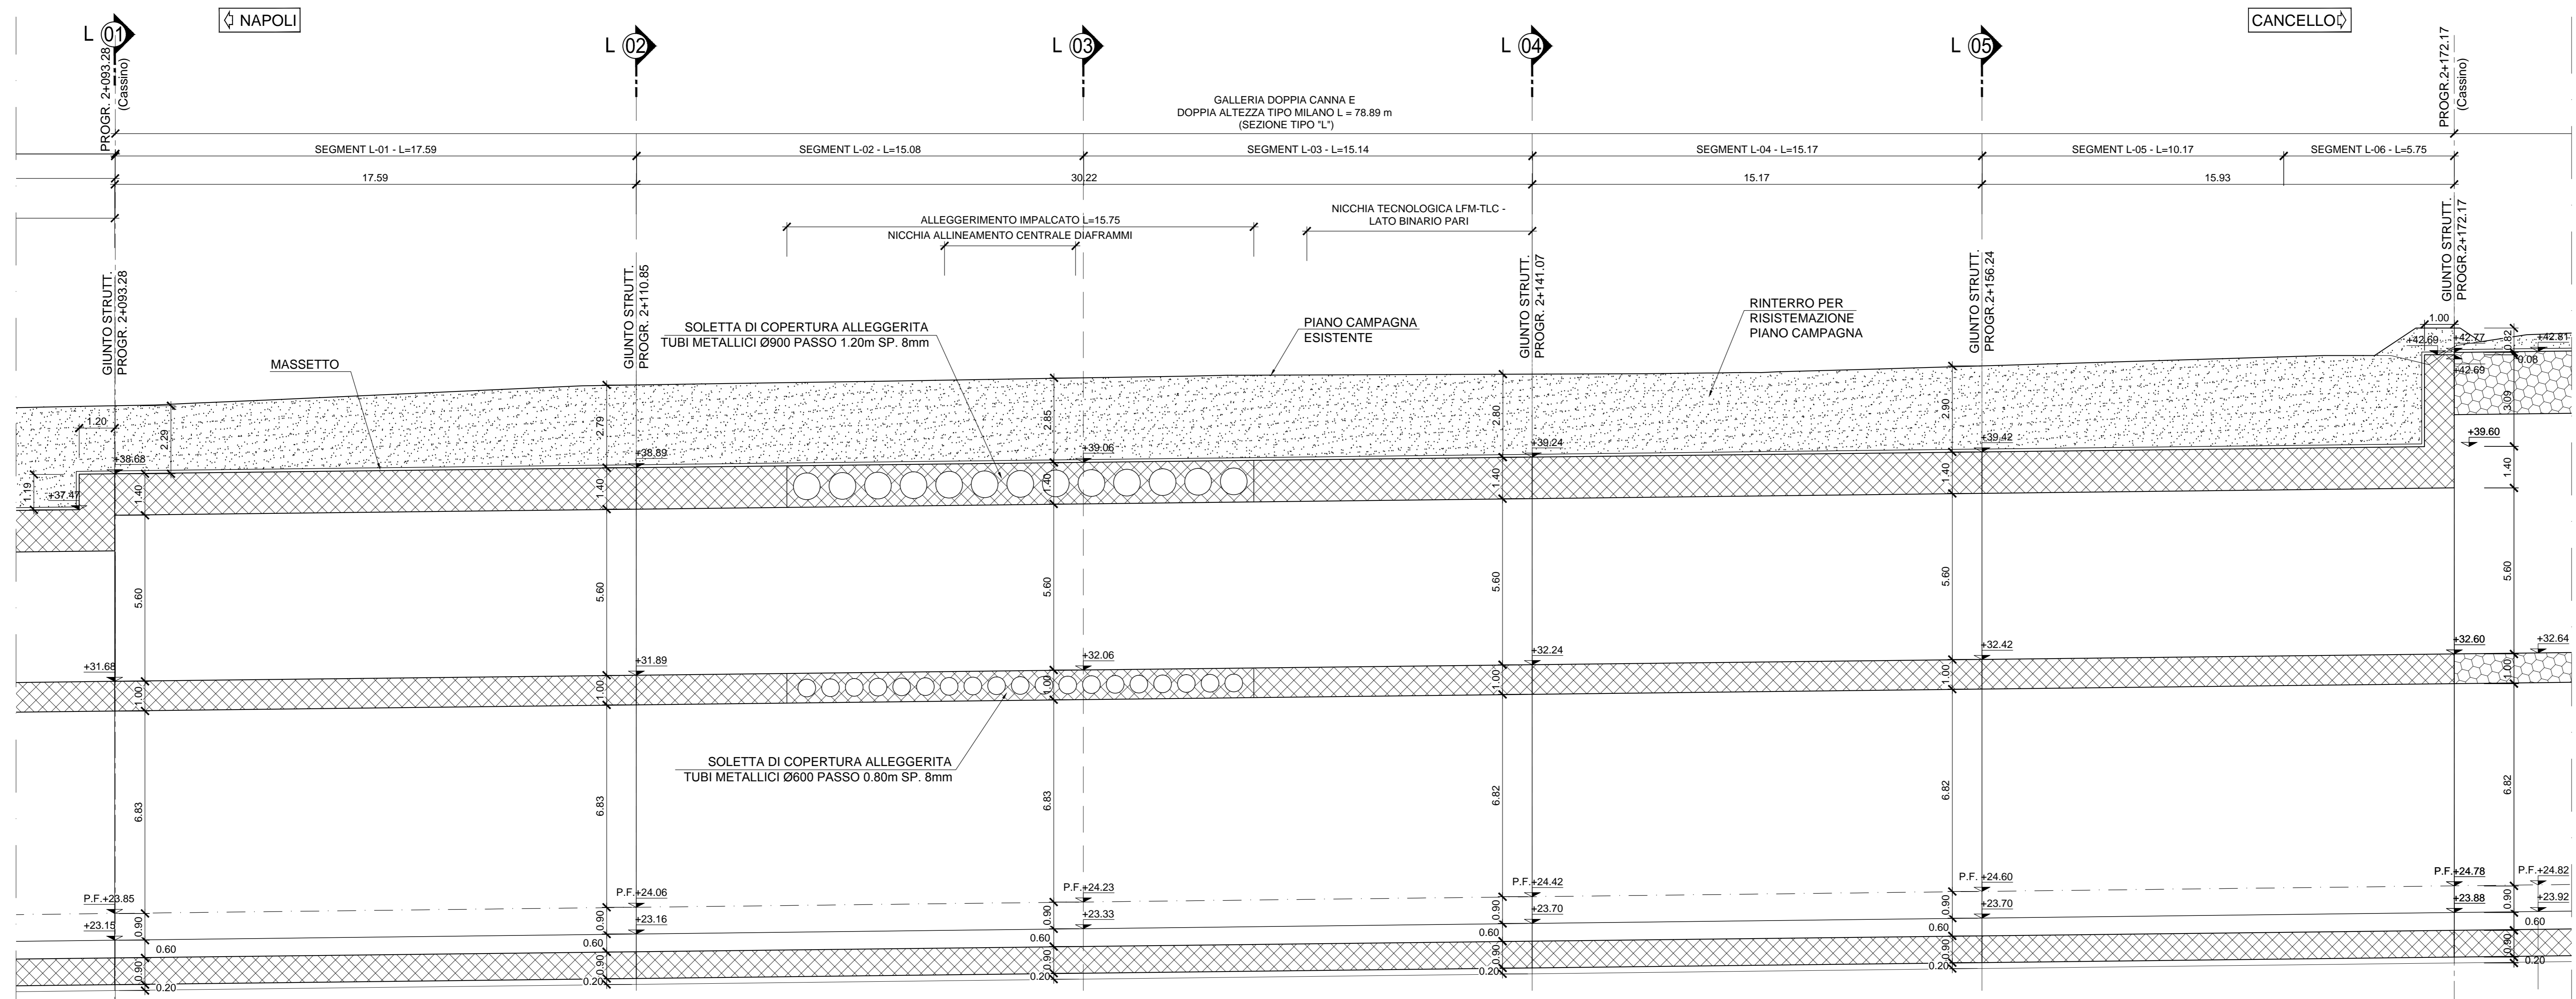 NAPOLI
CANCELLO
L 01
L 02
L 03
L 04
L 05
PROGR. 2+093.28
(Cassino)
PROGR.2+172.17
(Cassino)
GALLERIA DOPPIA CANNA E
DOPPIA ALTEZZA TIPO MILANO L = 78.89 m
(SEZIONE TIPO "L")
SEGMENT L-01 - L=17.59
SEGMENT L-02 - L=15.08
SEGMENT L-03 - L=15.14
SEGMENT L-04 - L=15.17
SEGMENT L-05 - L=10.17
SEGMENT L-06 - L=5.75
17.59
30.22
15.17
15.93
ALLEGGERIMENTO IMPALCATO L=15.75
NICCHIA ALLINEAMENTO CENTRALE DIAFRAMMI
NICCHIA TECNOLOGICA LFM-TLC -
LATO BINARIO PARI
GIUNTO STRUTT.
PROGR. 2+093.28
GIUNTO STRUTT.
PROGR. 2+110.85
GIUNTO STRUTT.
PROGR. 2+141.07
GIUNTO STRUTT.
PROGR.2+156.24
GIUNTO STRUTT.
PROGR.2+172.17
MASSETTO
SOLETTA DI COPERTURA ALLEGGERITA
TUBI METALLICI Ø900 PASSO 1.20m SP. 8mm
PIANO CAMPAGNA
ESISTENTE
RINTERRO PER
RISISTEMAZIONE
PIANO CAMPAGNA
1.00
0.82
+42.69
+42.77
+42.81
0.08
+42.69
3.09
1.20
2.29
2.79
2.85
2.80
2.90
+38.68
+38.89
+39.06
+39.24
+39.42
+39.60
1.19
+37.47
1.40
1.40
1.40
1.40
1.40
1.40
5.60
5.60
5.60
5.60
5.60
5.60
+31.68
+31.89
+32.06
+32.24
+32.42
+32.60
+32.64
1.00
1.00
1.00
1.00
1.00
1.00
SOLETTA DI COPERTURA ALLEGGERITA
TUBI METALLICI Ø600 PASSO 0.80m SP. 8mm
6.83
6.83
6.83
6.82
6.82
6.82
P.F.+23.85
P.F.+24.06
P.F.+24.23
P.F.+24.42
P.F. +24.60
P.F.+24.78
P.F.+24.82
0.90
0.90
0.90
0.90
0.90
0.90
+23.15
+23.16
+23.33
+23.70
+23.70
+23.88
+23.92
0.60
0.60
0.60
0.60
0.60
0.60
0.90
0.90
0.90
0.90
0.90
0.90
0.20
0.20
0.20
0.20
0.20
0.20